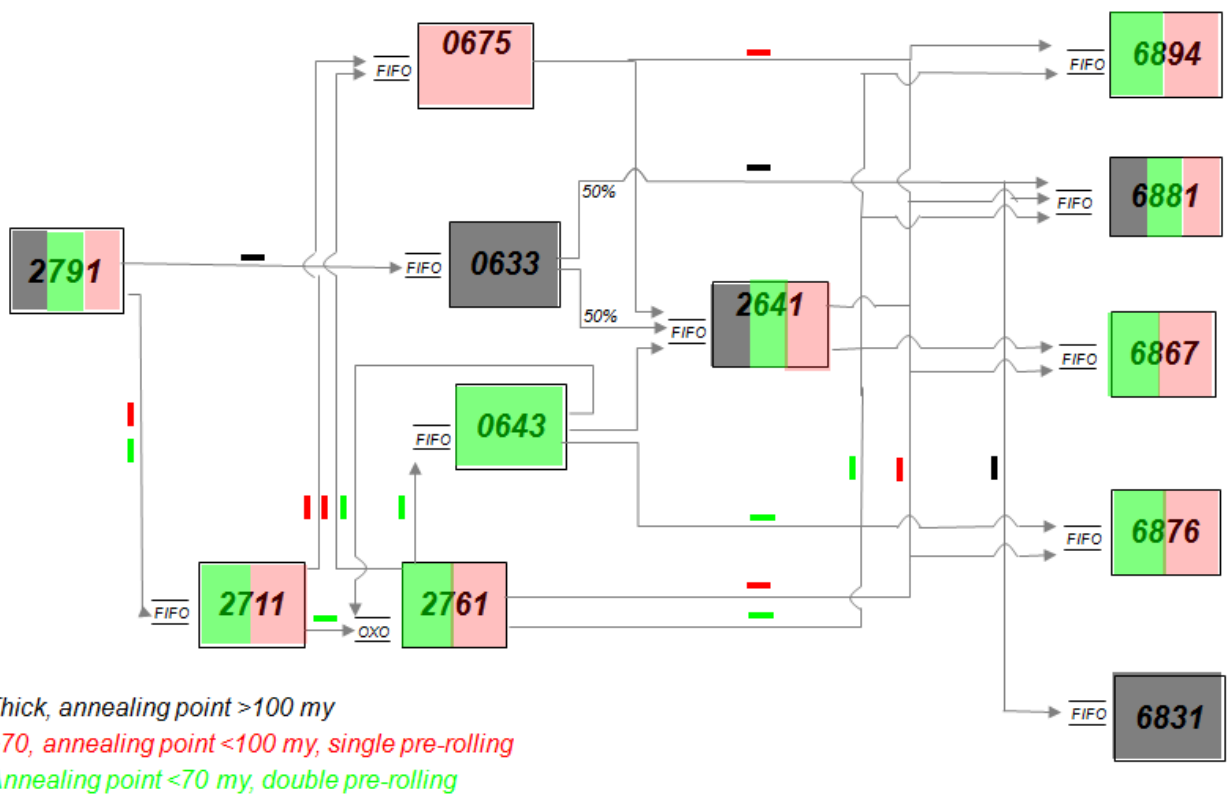 0675
FIFO
6894
FIFO
50%
6881
FIFO
2791
0633
FIFO
50%
2641
FIFO
6867
FIFO
0643
FIFO
6876
FIFO
2711
FIFO
2761
OXO
6831
FIFO
hick, annealing point >100 my
70, annealing point <100 my, single pre-rolling
nnealing point <70 my, double pre-rolling